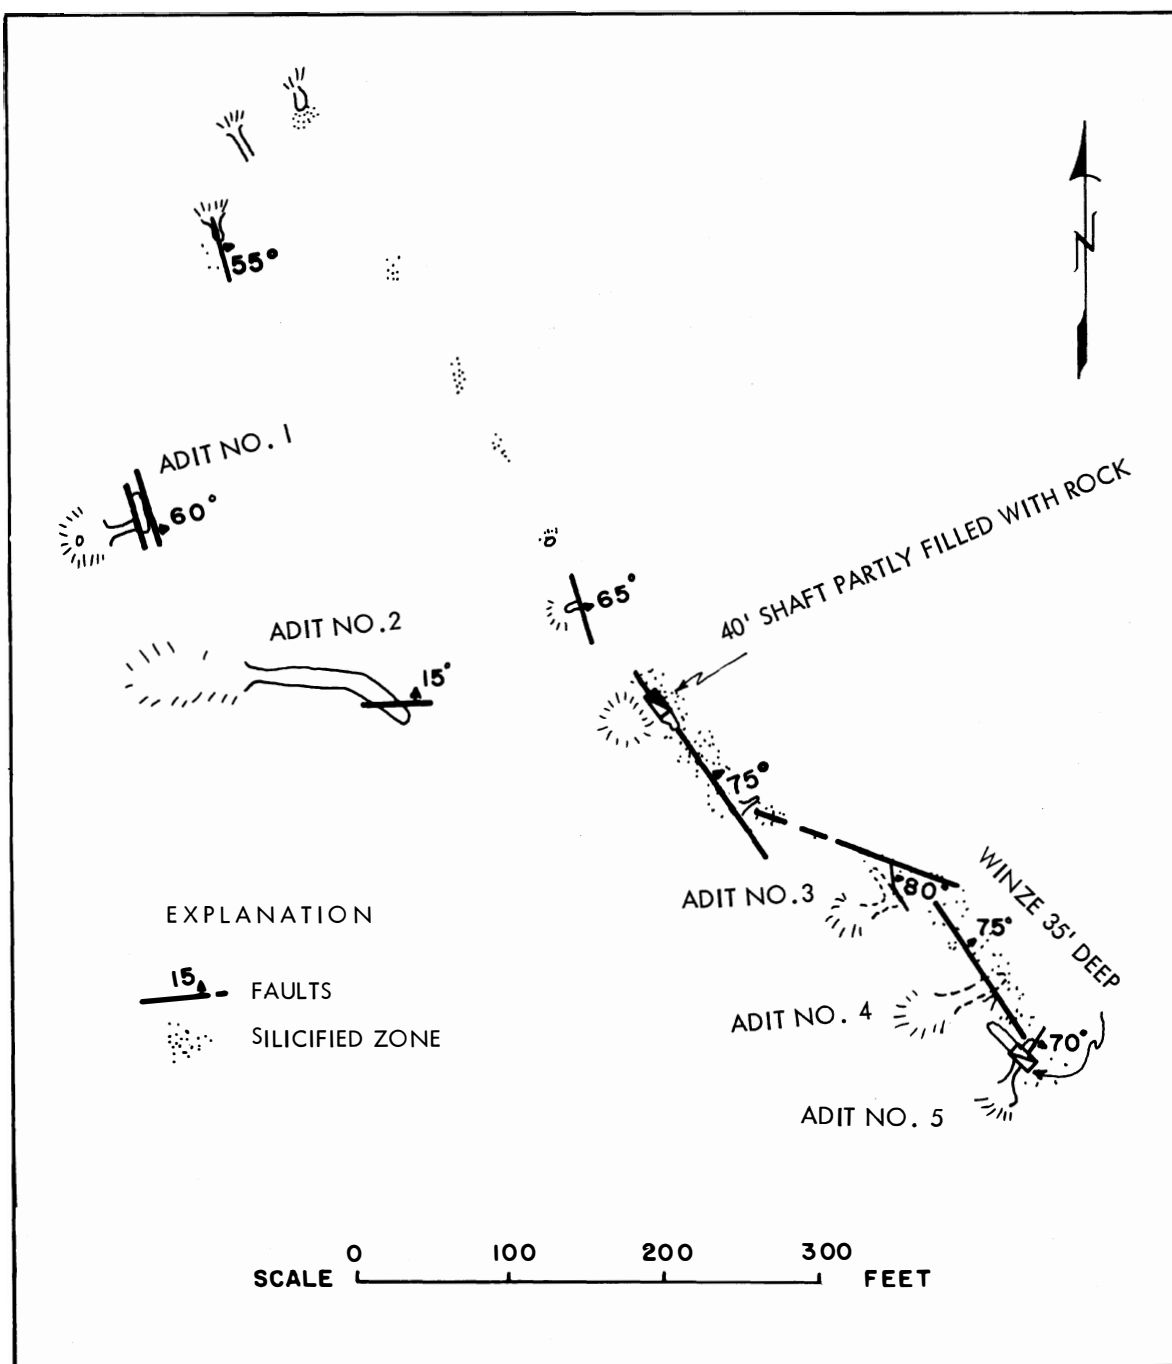 N
55°
ADIT NO. 1
60°
65°
40' SHAFT PARTLY FILLED WITH ROCK
ADIT NO.2
15°
75°
ADIT NO.3
80°
WINZE 35' DEEP
75°
ADIT NO. 4
70°
ADIT NO. 5
EXPLANATION
15
FAULTS
SILICIFIED ZONE
0 100 200 300
SCALE FEET